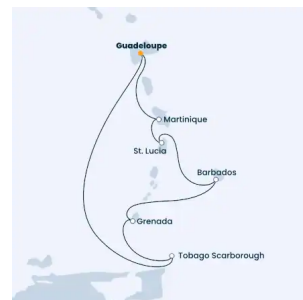 Guadeloupe
Martinique
St. Lucia
Barbados
Grenada
Tobago Scarborough